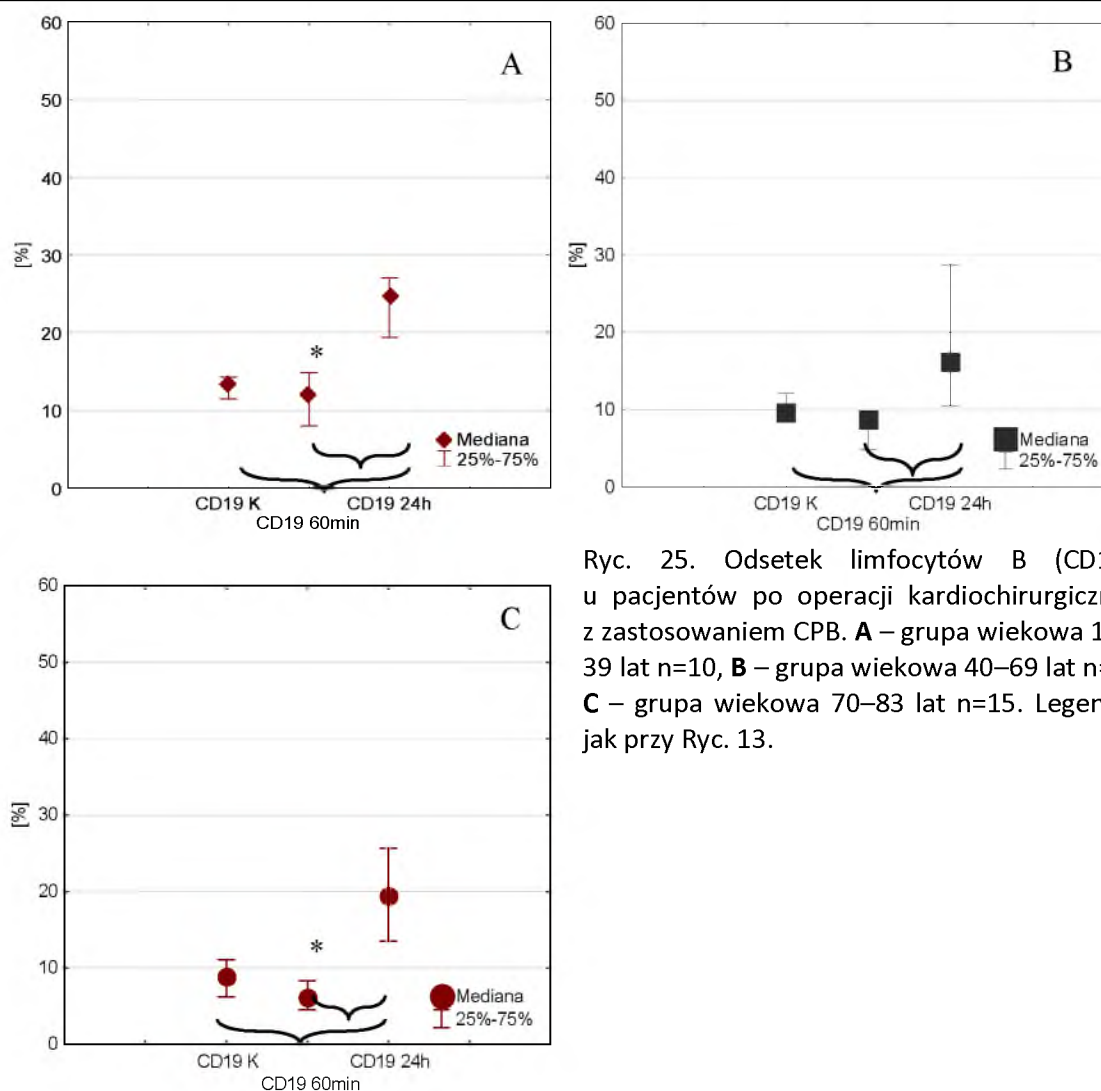 A
60
50
40
30
20
10
0
[%]
*
Mediana
25%-75%
CD19 K
CD19 24h
CD19 60min
B
60
50
40
30
20
10
0
[%]
Mediana
25%-75%
CD19 K
CD19 24h
CD19 60min
Ryc. 25. Odsetek limfocytów B
u pacjentów po operacji
z zastosowaniem CPB. A – grupa wiekowa
39 lat n=10, B – grupa wiekowa 40–69 lat
C – grupa wiekowa 70–83 lat n=15.
jak przy Ryc. 13.
C
60
50
40
30
20
10
0
[%]
*
Mediana
25%-75%
CD19 K
CD19 24h
CD19 60min